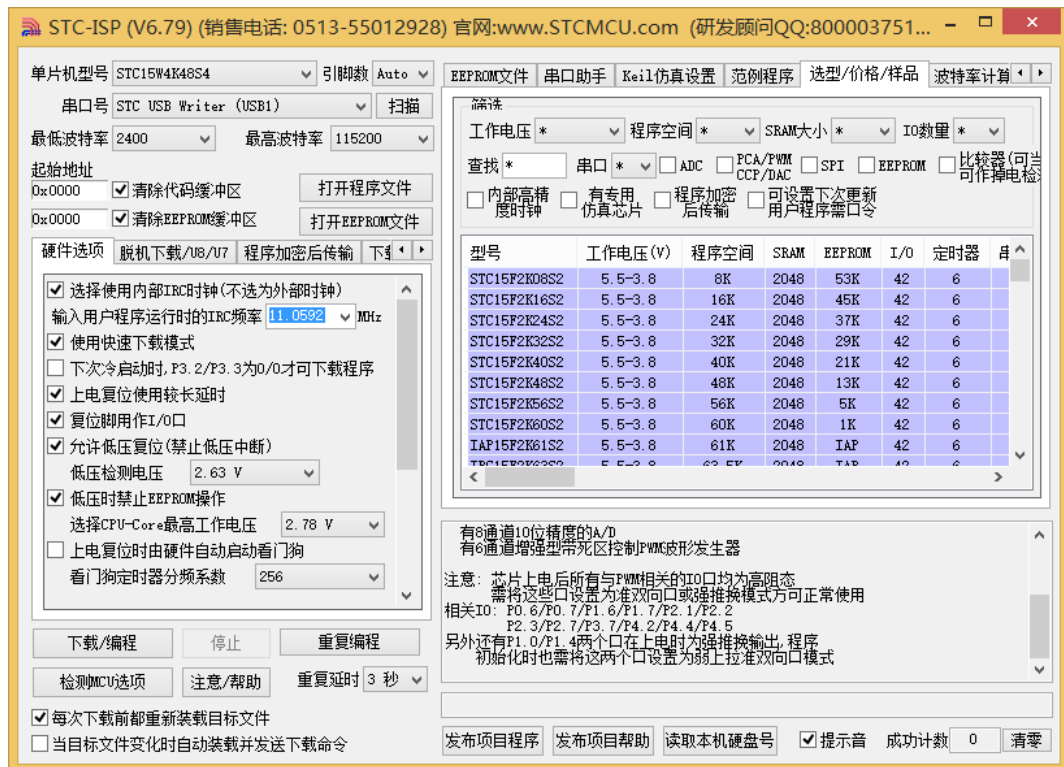 STC-ISP (V6.79) (销售电话: 0513-55012928) 官网:www.STCMCU.com (研发顾问QQ:800003751...
单片机型号 STC15W4K48S4 引脚数 Auto
串口号 STC USB Writer (USB1) 扫描
最低波特率 2400 最高波特率 115200
起始地址
0x0000 清除代码缓冲区 打开程序文件
0x0000 清除EEPROM缓冲区 打开EEPROM文件
硬件选项 脱机下载/U8/U7 程序加密后传输
选择使用内部IRC时钟(不选为外部时钟)
输入用户程序运行时的IRC频率 11.0592 MHz
使用快速下载模式
下次冷启动时,P3.2/P3.3为0/0才可下载程序
上电复位使用较长延时
复位脚用作I/O口
允许低压复位(禁止低压中断)
低压检测电压 2.63 V
低压时禁止EEPROM操作
选择CPU-Core最高工作电压 2.78 V
上电复位时由硬件自动启动看门狗
看门狗定时器分频系数 256
下载/编程 停止 重复编程
检测MCU选项 注意/帮助 重复延时 3 秒
每次下载前都重新装载目标文件
当目标文件变化时自动装载并发送下载命令
EEPROM文件 串口助手 Keil仿真设置 范例程序 选型/价格/样品 波特率计算
筛选
工作电压 * 程序空间 * SRAM大小 * IO数量 *
查找 * 串口 * ADC PCA/PWM CCP/DAC SPI EEPROM 比较器(可当
可作掉电检
内部高精度时钟 有专用仿真芯片 程序加密后传输 可设置下次更新用户程序需口令
型号 工作电压(V) 程序空间 SRAM EEPROM I/O 定时器
STC15F2K08S2 5.5-3.8 8K 2048 53K 42 6
STC15F2K16S2 5.5-3.8 16K 2048 45K 42 6
STC15F2K24S2 5.5-3.8 24K 2048 37K 42 6
STC15F2K32S2 5.5-3.8 32K 2048 29K 42 6
STC15F2K40S2 5.5-3.8 40K 2048 21K 42 6
STC15F2K48S2 5.5-3.8 48K 2048 13K 42 6
STC15F2K56S2 5.5-3.8 56K 2048 5K 42 6
STC15F2K60S2 5.5-3.8 60K 2048 1K 42 6
IAP15F2K61S2 5.5-3.8 61K 2048 IAP 42 6
有8通道10位精度的A/D
有6通道增强型带死区控制PWM波形发生器
注意: 芯片上电后所有与PWM相关的IO口均为高阻态
需将这些口设置为准双向口或强推挽模式方可正常使用
相关IO: P0.6/P0.7/P1.6/P1.7/P2.1/P2.2
P2.3/P2.7/P3.7/P4.2/P4.4/P4.5
另外还有P1.0/P1.4两个口在上电时为强推挽输出,程序
初始化时也需将这两个口设置为弱上拉准双向口模式
发布项目程序 发布项目帮助 读取本机硬盘号 提示音 成功计数 0 清零